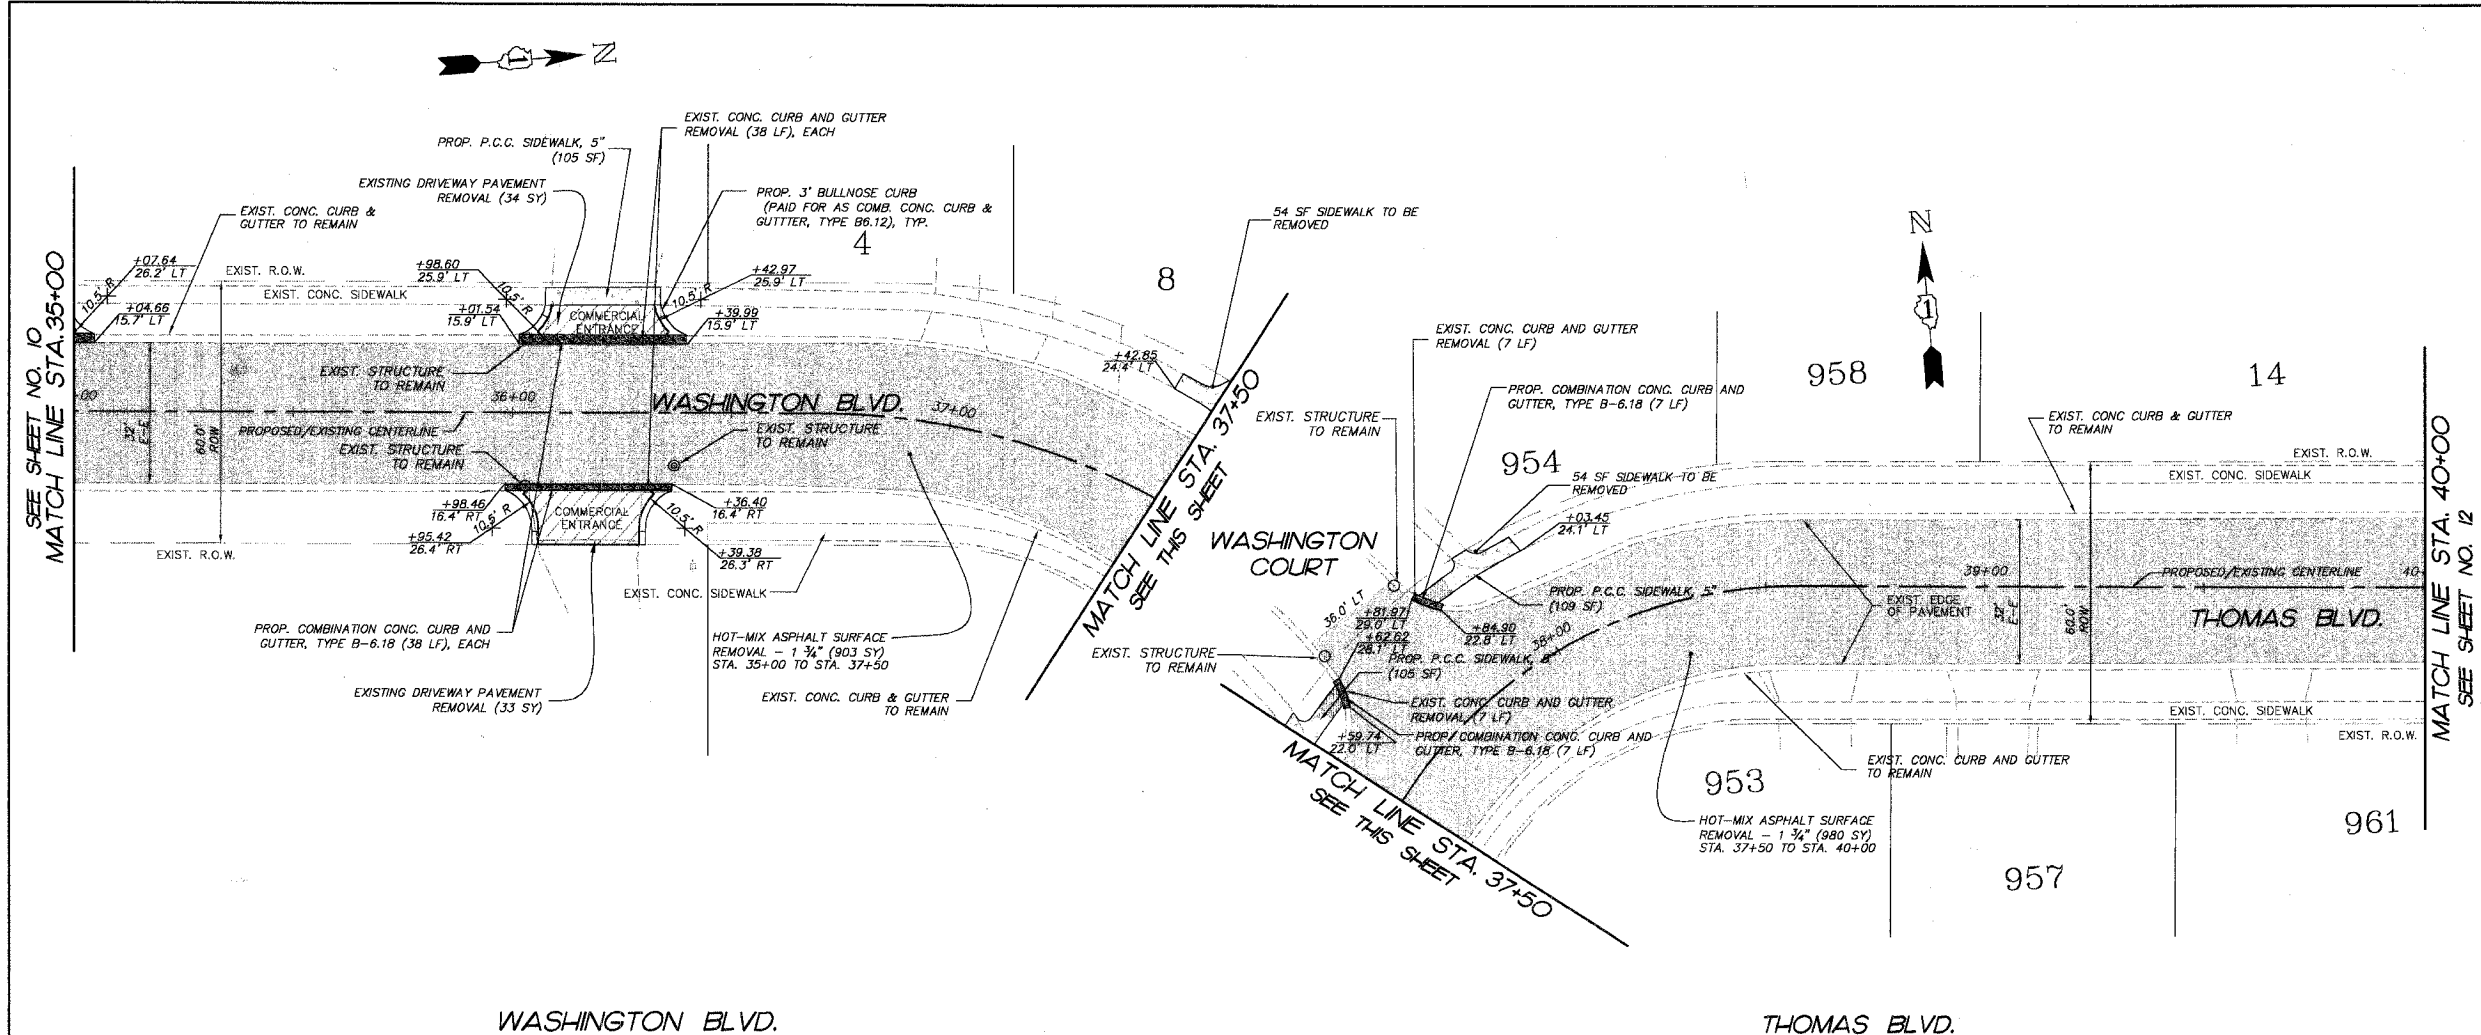 N
EXIST. CONC. CURB AND GUTTER
REMOVAL (38 LF), EACH
PROP. P.C.C. SIDEWALK, 5"
(105 SF)
EXISTING DRIVEWAY PAVEMENT
REMOVAL (34 SY)
PROP. 3' BULLNOSE CURB
(PAID FOR AS COMB. CONC. CURB &
GUTTTER, TYPE B6.12), TYP.
EXIST. CONC. CURB &
GUTTER TO REMAIN
4
8
SEE SHEET NO. 10
MATCH LINE STA.35+00
+07.64
26.2' LT
EXIST. R.O.W.
+98.60
25.9' LT
+42.97
25.9' LT
10.5' R
EXIST. CONC. SIDEWALK
10.5' R
10.5' R
+04.66
15.7' LT
+01.54
15.9' LT
COMMERCIAL
ENTRANCE
+39.99
15.9' LT
EXIST. STRUCTURE
TO REMAIN
+42.85
24.4' LT
54 SF SIDEWALK TO BE
REMOVED
00
36+00
WASHINGTON BLVD.
37+00
32'
E-E
60.0'
ROW
PROPOSED/EXISTING CENTERLINE
EXIST. STRUCTURE
TO REMAIN
EXIST. STRUCTURE
TO REMAIN
+98.46
16.4' RT
10.5' R
COMMERCIAL
ENTRANCE
10.5' R
+36.40
16.4' RT
+95.42
26.4' RT
+39.38
26.3' RT
EXIST. R.O.W.
EXIST. CONC. SIDEWALK
PROP. COMBINATION CONC. CURB AND
GUTTER, TYPE B-6.18 (38 LF), EACH
HOT-MIX ASPHALT SURFACE
REMOVAL - 1 ¾" (903 SY)
STA. 35+00 TO STA. 37+50
EXISTING DRIVEWAY PAVEMENT
REMOVAL (33 SY)
EXIST. CONC. CURB & GUTTER
TO REMAIN
MATCH LINE STA. 37+50
SEE THIS SHEET
N
EXIST. CONC. CURB AND GUTTER
REMOVAL (7 LF)
PROP. COMBINATION CONC. CURB AND
GUTTER, TYPE B-6.18 (7 LF)
958
14
EXIST. STRUCTURE
TO REMAIN
EXIST. CONC CURB & GUTTER
TO REMAIN
954
54 SF SIDEWALK TO BE
REMOVED
EXIST. R.O.W.
EXIST. CONC. SIDEWALK
+03.45
24.1' LT
WASHINGTON
COURT
36.0' LT
+81.97
29.0' LT
+62.62
28.1' LT
+84.90
22.8' LT
PROP. P.C.C. SIDEWALK, 5"
(109 SF)
38+00
39+00
EXIST. EDGE
OF PAVEMENT
32'
E-E
60.0'
ROW
PROPOSED/EXISTING CENTERLINE
40
THOMAS BLVD.
MATCH LINE STA. 40+00
SEE SHEET NO. 12
EXIST. STRUCTURE
TO REMAIN
PROP. P.C.C. SIDEWALK,
(105 SF)
EXIST. CONC. CURB AND GUTTER
REMOVAL (7 LF)
+59.74
22.0' LT
PROP. COMBINATION CONC. CURB AND
GUTTER, TYPE B-6.18 (7 LF)
EXIST. CONC. SIDEWALK
EXIST. R.O.W.
EXIST. CONC. CURB AND GUTTER
TO REMAIN
953
HOT-MIX ASPHALT SURFACE
REMOVAL - 1 ¾" (980 SY)
STA. 37+50 TO STA. 40+00
961
957
MATCH LINE STA. 37+50
SEE THIS SHEET
WASHINGTON BLVD.
THOMAS BLVD.